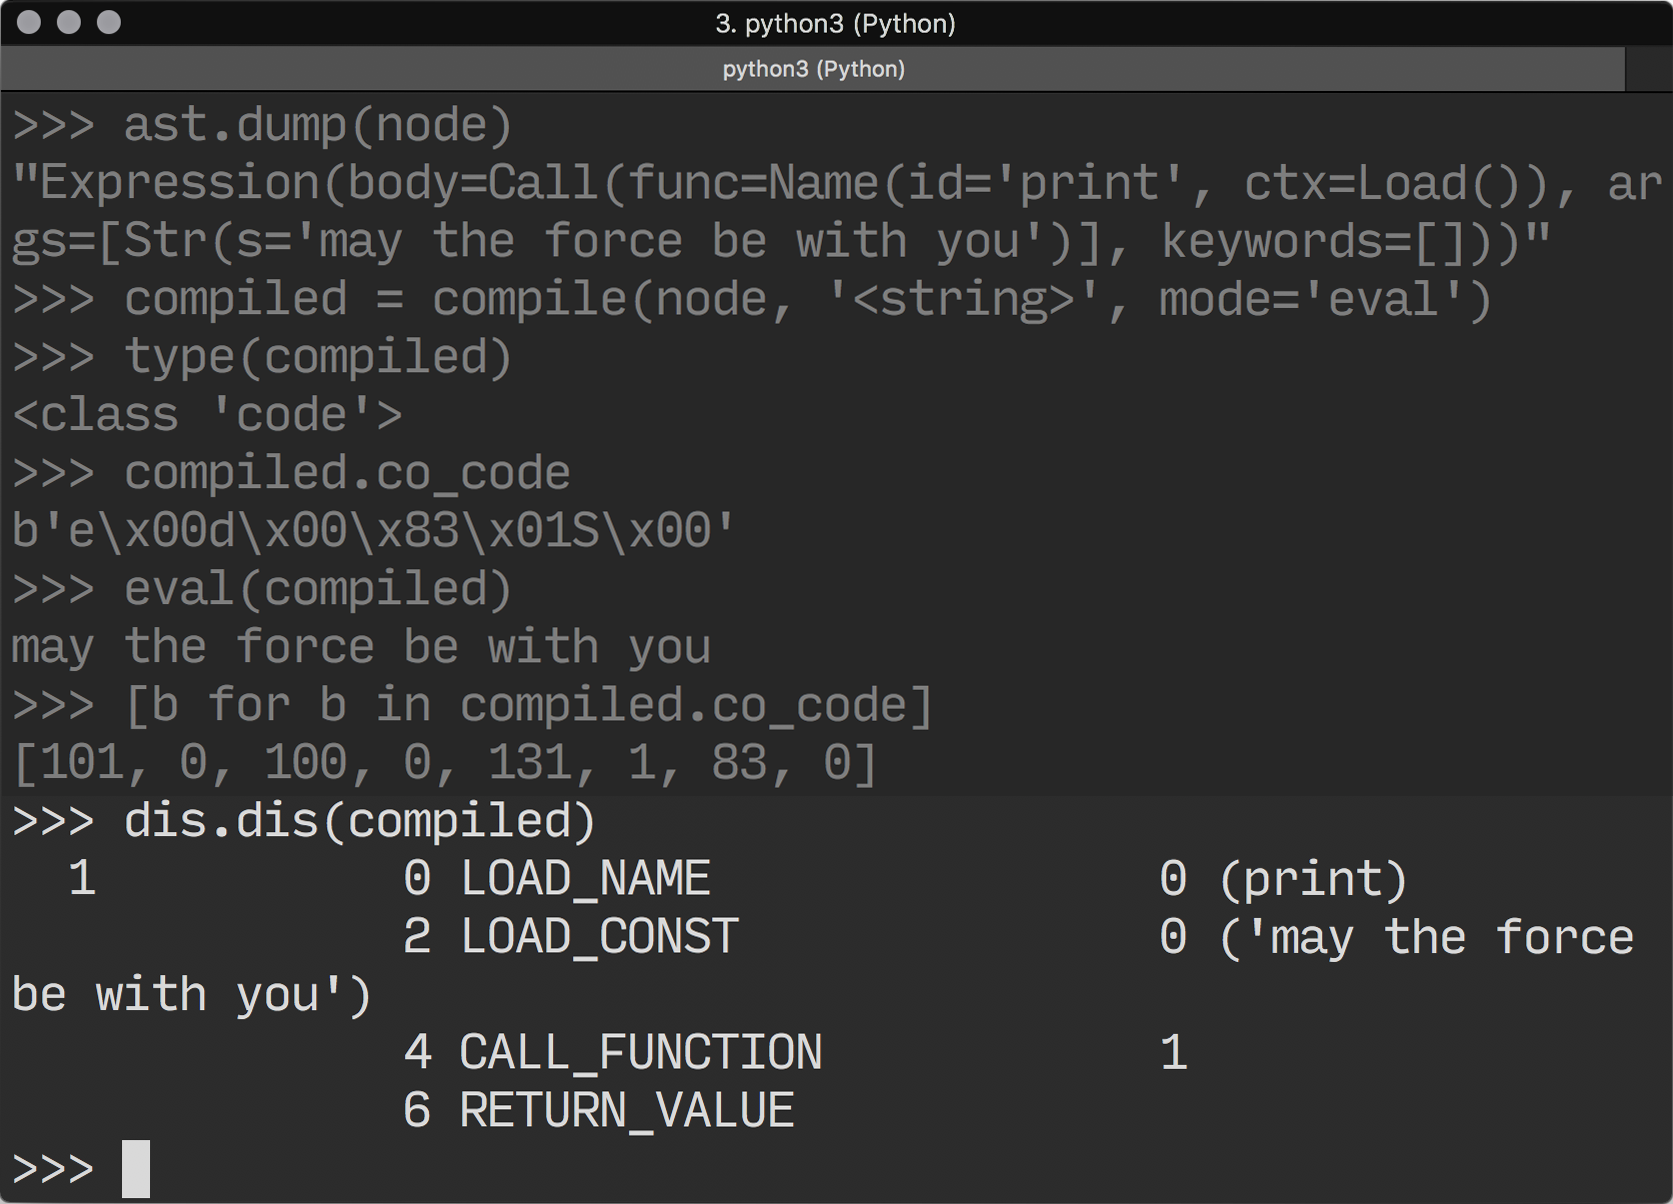 3. python3 (Python)
python3 (Python)
>>> ast.dump(node)
"Expression(body=Call(func=Name(id='print', ctx=Load()), ar
gs=[Str(s='may the force be with you')], keywords=[]))"
>>> compiled = compile(node, '<string>', mode='eval')
>>> type(compiled)
<class 'code'>
>>> compiled.co_code
b'e\x00d\x00\x83\x01S\x00'
>>> eval(compiled)
may the force be with you
>>> [b for b in compiled.co_code]
[101, 0, 100, 0, 131, 1, 83, 0]
>>> dis.dis(compiled)
  1           0 LOAD_NAME                0 (print)
              2 LOAD_CONST               0 ('may the force
be with you')
              4 CALL_FUNCTION            1
              6 RETURN_VALUE
>>>